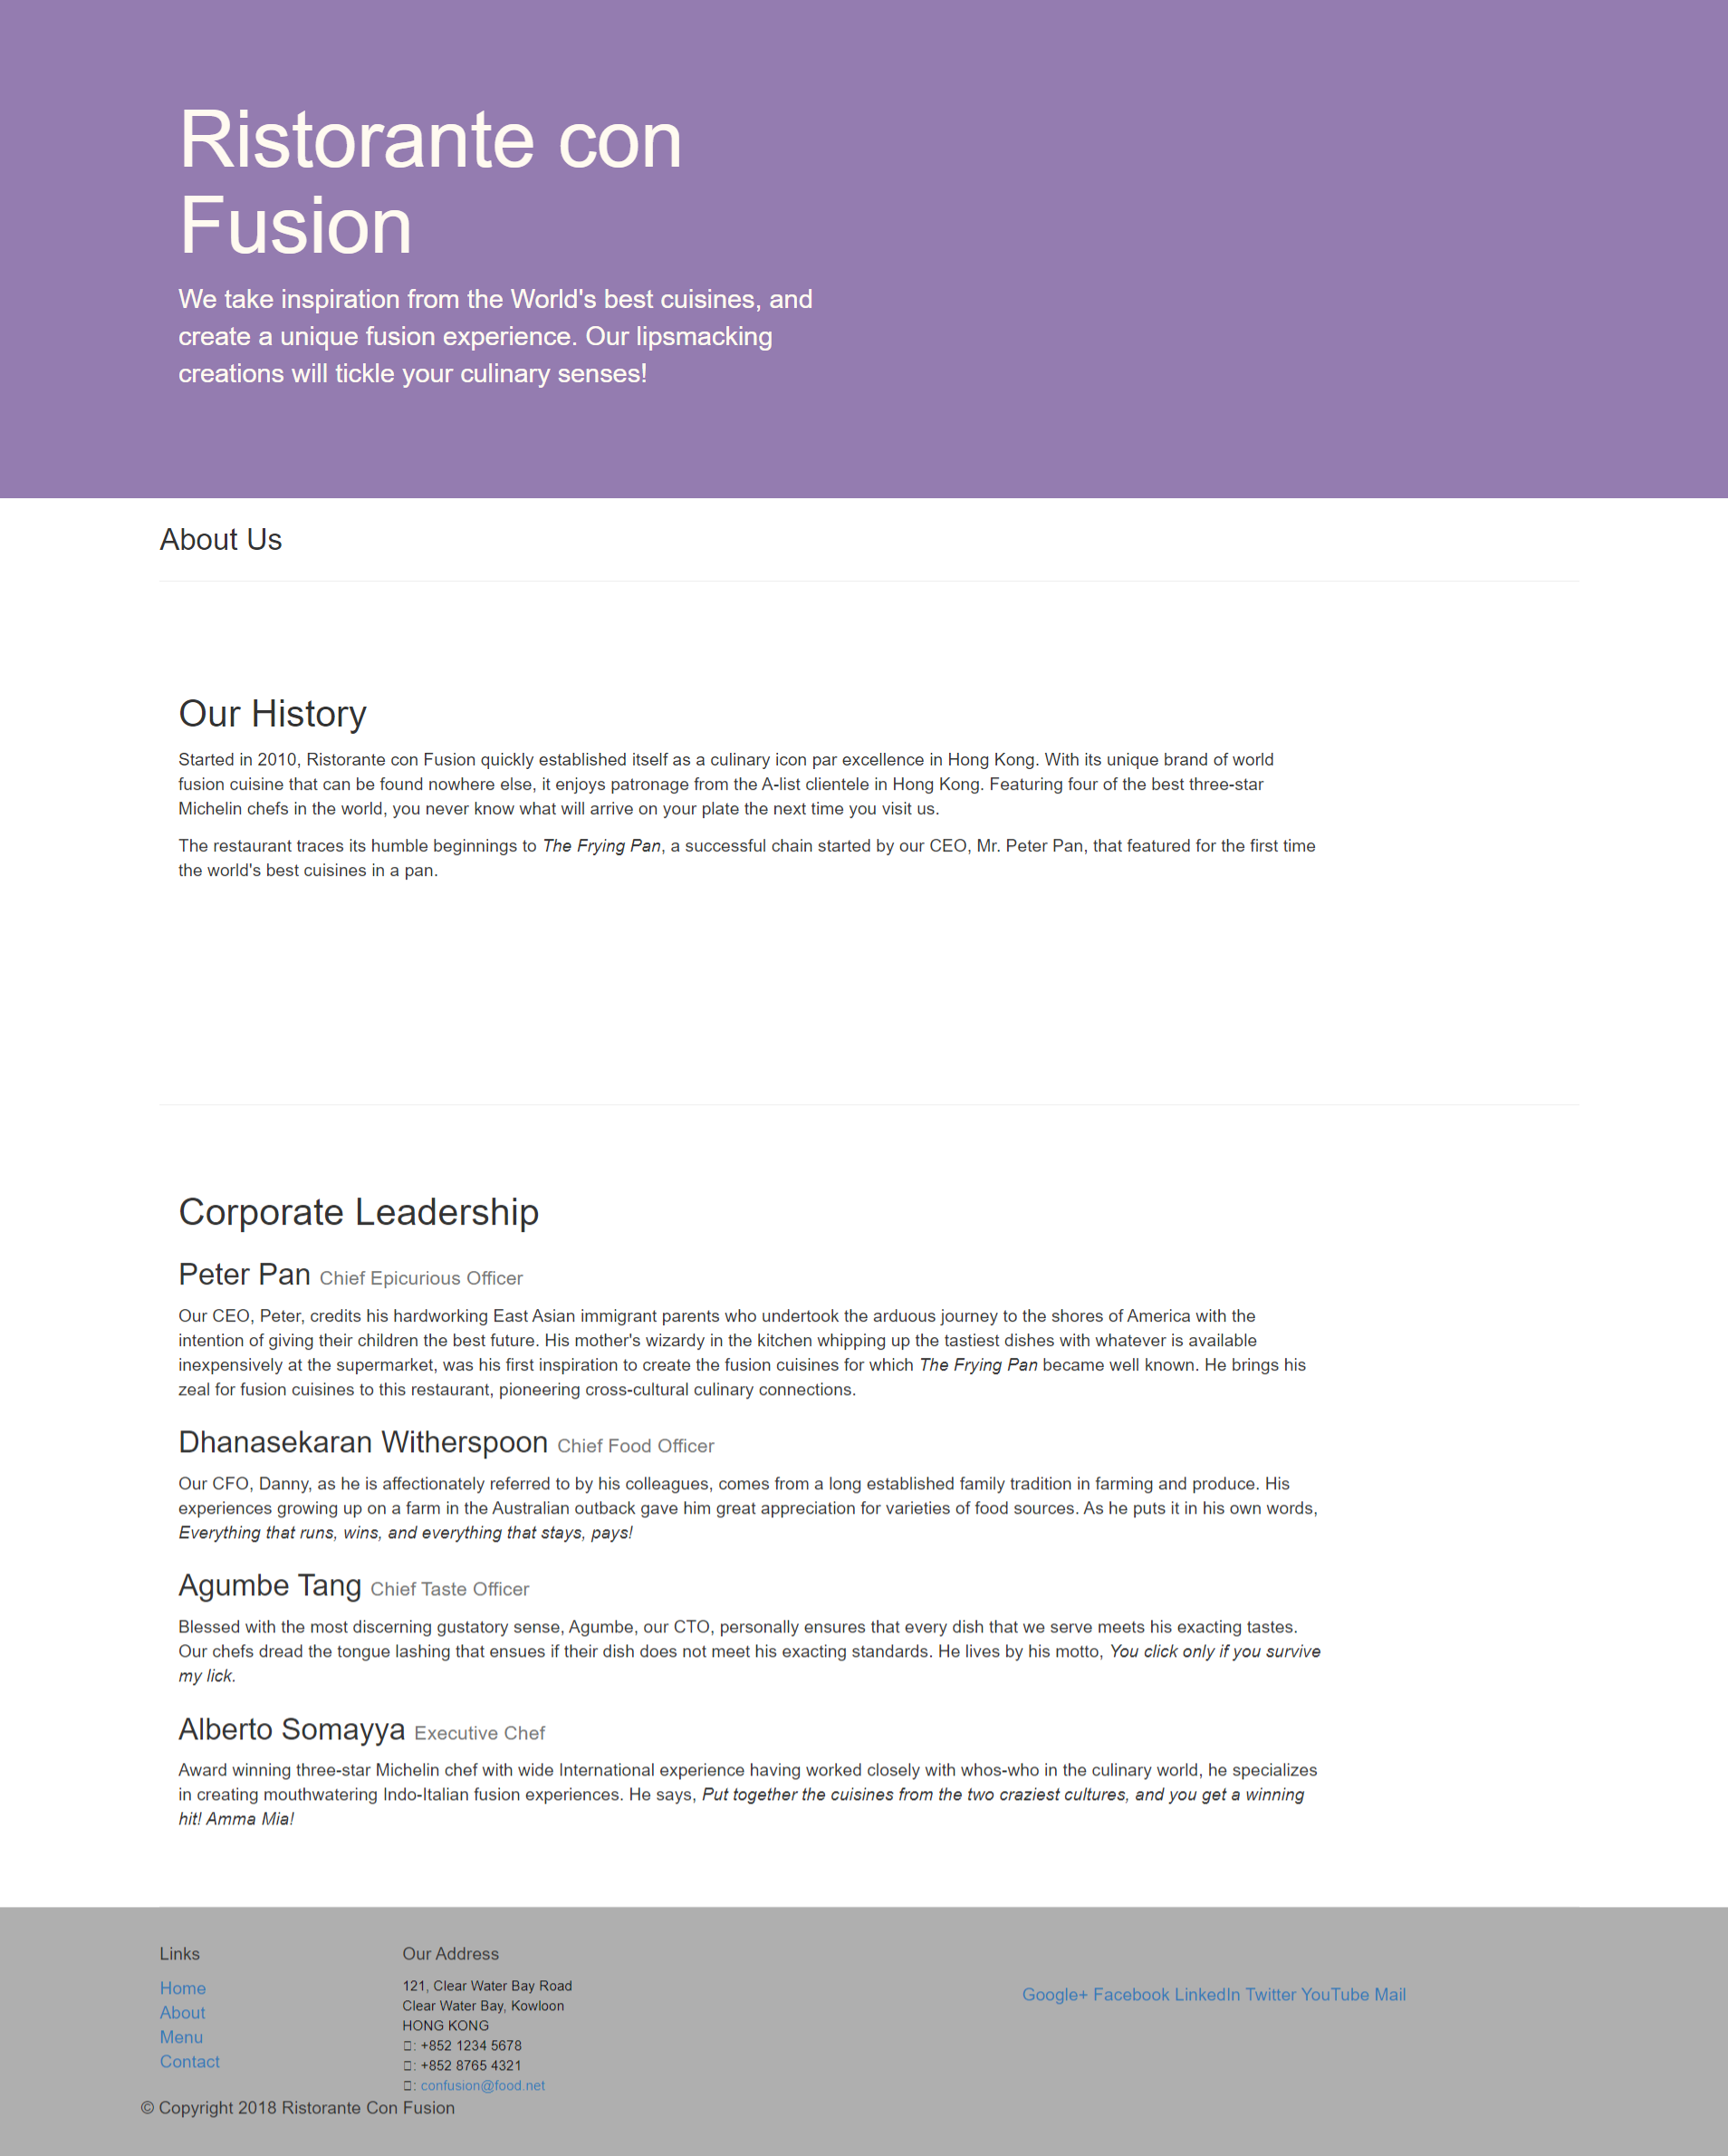 Ristorante con
Fusion
We take inspiration from the World's best cuisines, and
create a unique fusion experience. Our lipsmacking
creations will tickle your culinary senses!
About Us
Our History
Started in 2010, Ristorante con Fusion quickly established itself as a culinary icon par excellence in Hong Kong. With its unique brand of world
fusion cuisine that can be found nowhere else, it enjoys patronage from the A-list clientele in Hong Kong. Featuring four of the best three-star
Michelin chefs in the world, you never know what will arrive on your plate the next time you visit us.
The restaurant traces its humble beginnings to The Frying Pan, a successful chain started by our CEO, Mr. Peter Pan, that featured for the first time
the world's best cuisines in a pan.
Corporate Leadership
Peter Pan Chief Epicurious Officer
Our CEO, Peter, credits his hardworking East Asian immigrant parents who undertook the arduous journey to the shores of America with the
intention of giving their children the best future. His mother's wizardy in the kitchen whipping up the tastiest dishes with whatever is available
inexpensively at the supermarket, was his first inspiration to create the fusion cuisines for which The Frying Pan became well known. He brings his
zeal for fusion cuisines to this restaurant, pioneering cross-cultural culinary connections.
Dhanasekaran Witherspoon Chief Food Officer
Our CFO, Danny, as he is affectionately referred to by his colleagues, comes from a long established family tradition in farming and produce. His
experiences growing up on a farm in the Australian outback gave him great appreciation for varieties of food sources. As he puts it in his own words,
Everything that runs, wins, and everything that stays, pays!
Agumbe Tang Chief Taste Officer
Blessed with the most discerning gustatory sense, Agumbe, our CTO, personally ensures that every dish that we serve meets his exacting tastes.
Our chefs dread the tongue lashing that ensues if their dish does not meet his exacting standards. He lives by his motto, You click only if you survive
my lick.
Alberto Somayya Executive Chef
Award winning three-star Michelin chef with wide International experience having worked closely with whos-who in the culinary world, he specializes
in creating mouthwatering Indo-Italian fusion experiences. He says, Put together the cuisines from the two craziest cultures, and you get a winning
hit! Amma Mia!
Links
Home
About
Menu
Contact
Our Address
121, Clear Water Bay Road
Clear Water Bay, Kowloon
HONG KONG
: +852 1234 5678
: +852 8765 4321
: confusion@food.net
Google+ Facebook LinkedIn Twitter YouTube Mail
© Copyright 2018 Ristorante Con Fusion